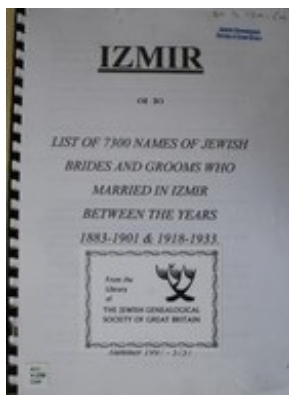 IZMIR
LIST OF 7300 NAMES OF JEWISH
BRIDES AND GROOMS WHO
MARRIED IN IZMIR
BETWEEN THE YEARS
1883-1901 & 1918-1933.
From the
Library
of
THE JEWISH GENEALOGICAL
SOCIETY OF GREAT BRITAIN